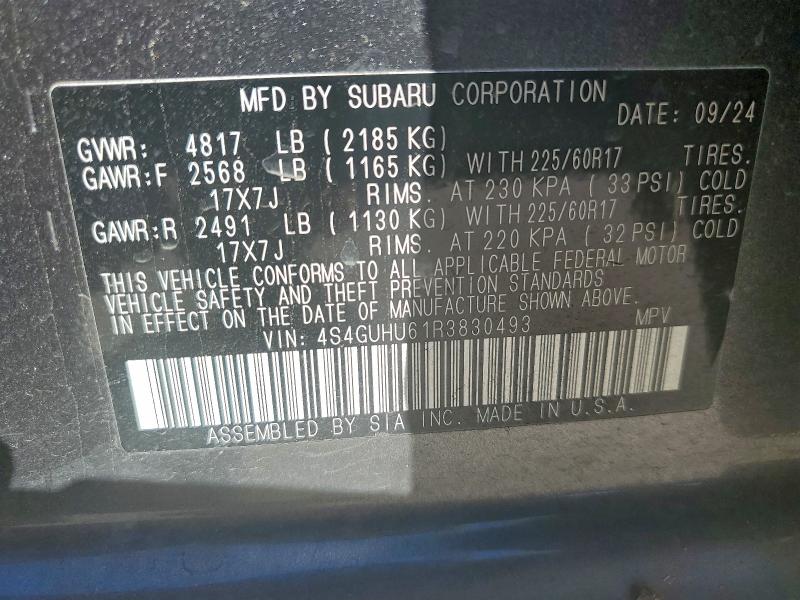 MFD BY SUBARU CORPORATION DATE: 09/24
GVWR: 4817 LB ( 2185 KG)
GAWR:F 2568 LB ( 1165 KG) WITH 225/60R17 TIRES.
17X7J RIMS. AT 230 KPA ( 33 PSI) COLD
GAWR:R 2491 LB ( 1130 KG) WITH 225/60R17 TIRES.
17X7J RIMS. AT 220 KPA ( 32 PSI) COLD
THIS VEHICLE CONFORMS TO ALL APPLICABLE FEDERAL MOTOR
VEHICLE SAFETY AND THEFT PREVENTION STANDARDS
IN EFFECT ON THE DATE OF MANUFACTURE SHOWN ABOVE.
VIN: 4S4GUHU61R3830493 MPV
ASSEMBLED BY SIA INC. MADE IN U.S.A.